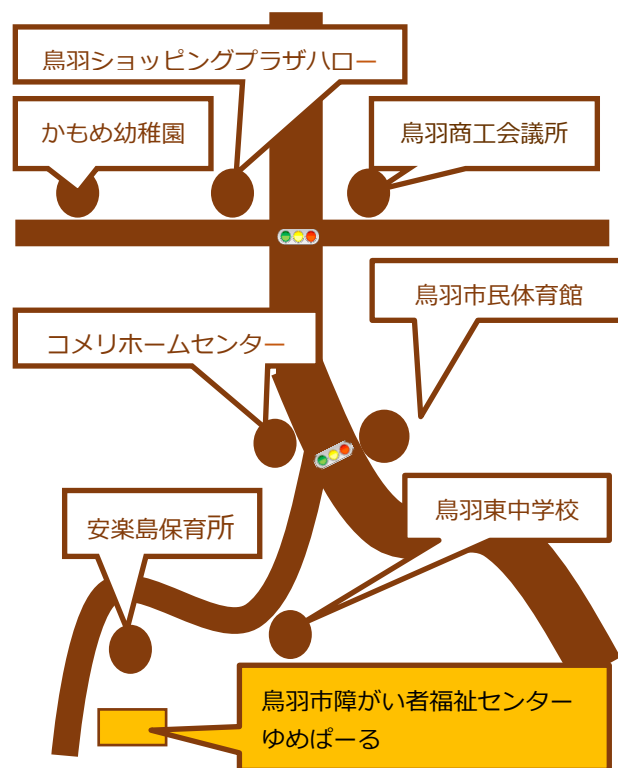 鳥羽ショッピングプラザハロー
かもめ幼稚園
鳥羽商工会議所
鳥羽市民体育館
コメリホームセンター
鳥羽東中学校
安楽島保育所
鳥羽市障がい者福祉センター
ゆめぱーる